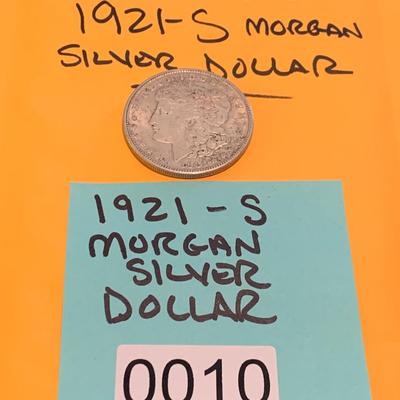 1921-S MORGAN
SILVER DOLLAR
1921-S
MORGAN
SILVER
DOLLAR
0010